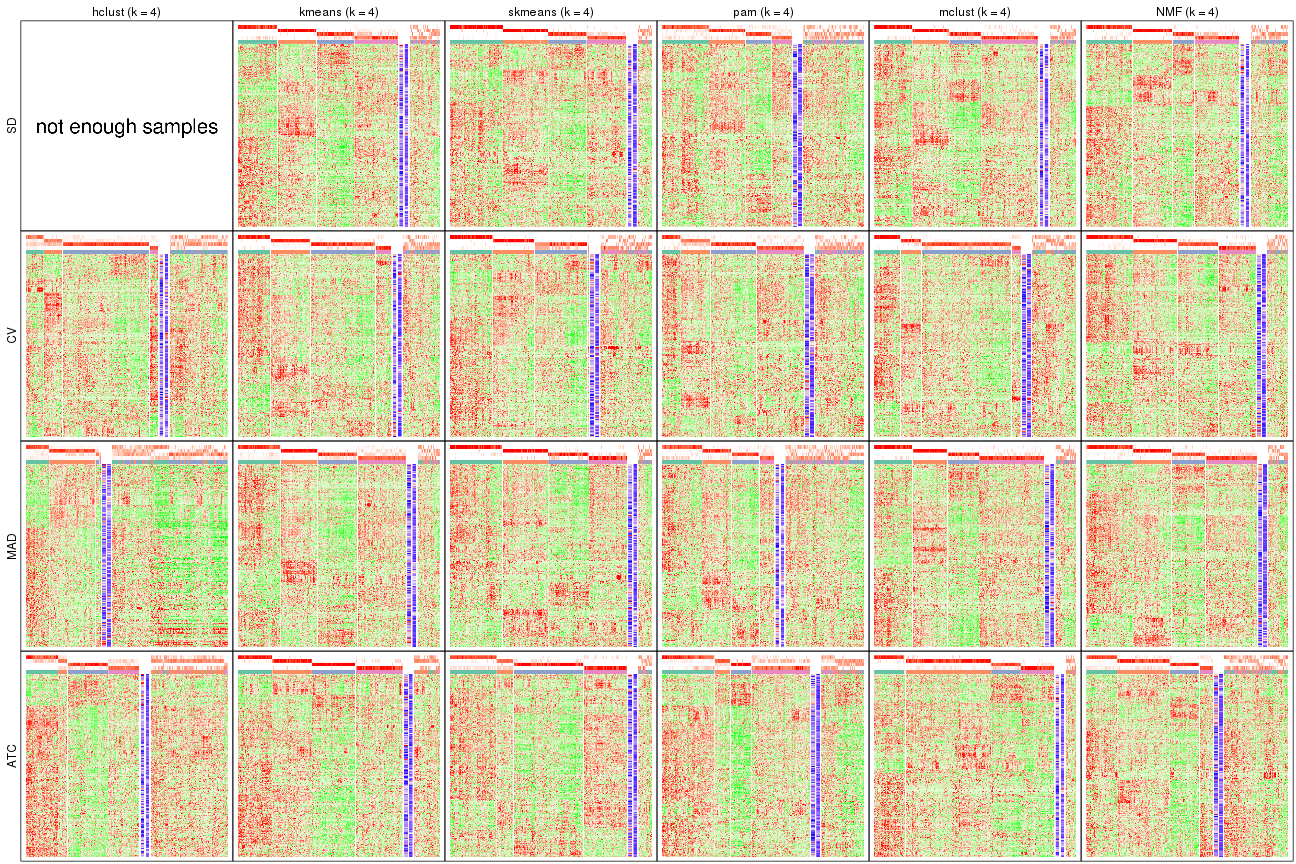 hclust (k = 4) kmeans (k = 4) skmeans (k = 4) pam (k = 4) mclust (k = 4) NMF (k = 4)
SD
not enough samples
CV
MAD
ATC